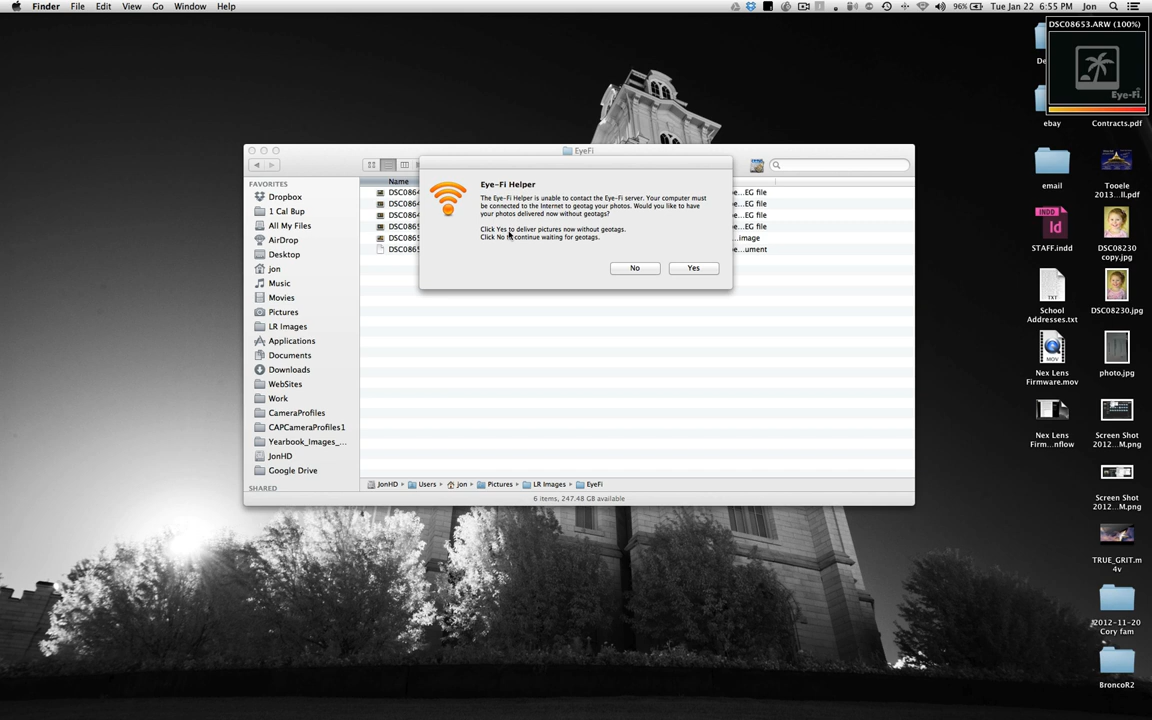 Finder File Edit View Go Window Help
96% Tue Jan 22 6:55 PM Jon
DSC08653.ARW (100%)
Eye-Fi
ebay
Contracts.pdf
EyeFi
FAVORITES
Dropbox
1 Cal Bup
All My Files
AirDrop
Desktop
jon
Music
Movies
Pictures
LR Images
Applications
Documents
Downloads
WebSites
Work
CameraProfiles
CAPCameraProfiles1
Yearbook_Images_...
JonHD
Google Drive
SHARED
Name
e...EG file
e...EG file
e...EG file
e...EG file
...image
...ument
Eye-Fi Helper
The Eye-Fi Helper is unable to contact the Eye-Fi server. Your computer must
be connected to the Internet to geotag your photos. Would you like to have
your photos delivered now without geotags?
Click Yes to deliver pictures now without geotags.
Click No to continue waiting for geotags.
No Yes
JonHD Users jon Pictures LR Images EyeFi
6 items, 247.48 GB available
email
Tooele
2013...ll.pdf
INDD
Id
STAFF.indd
DSC08230
copy.jpg
TXT
School
Addresses.txt
DSC08230.jpg
MOV
Nex Lens
Firmware.mov
photo.jpg
Nex Lens
Firm...nflow
Screen Shot
2012...M.png
Screen Shot
2012...M.png
TRUE_GRIT.m
4v
2012-11-20
Cory fam
BroncoR2